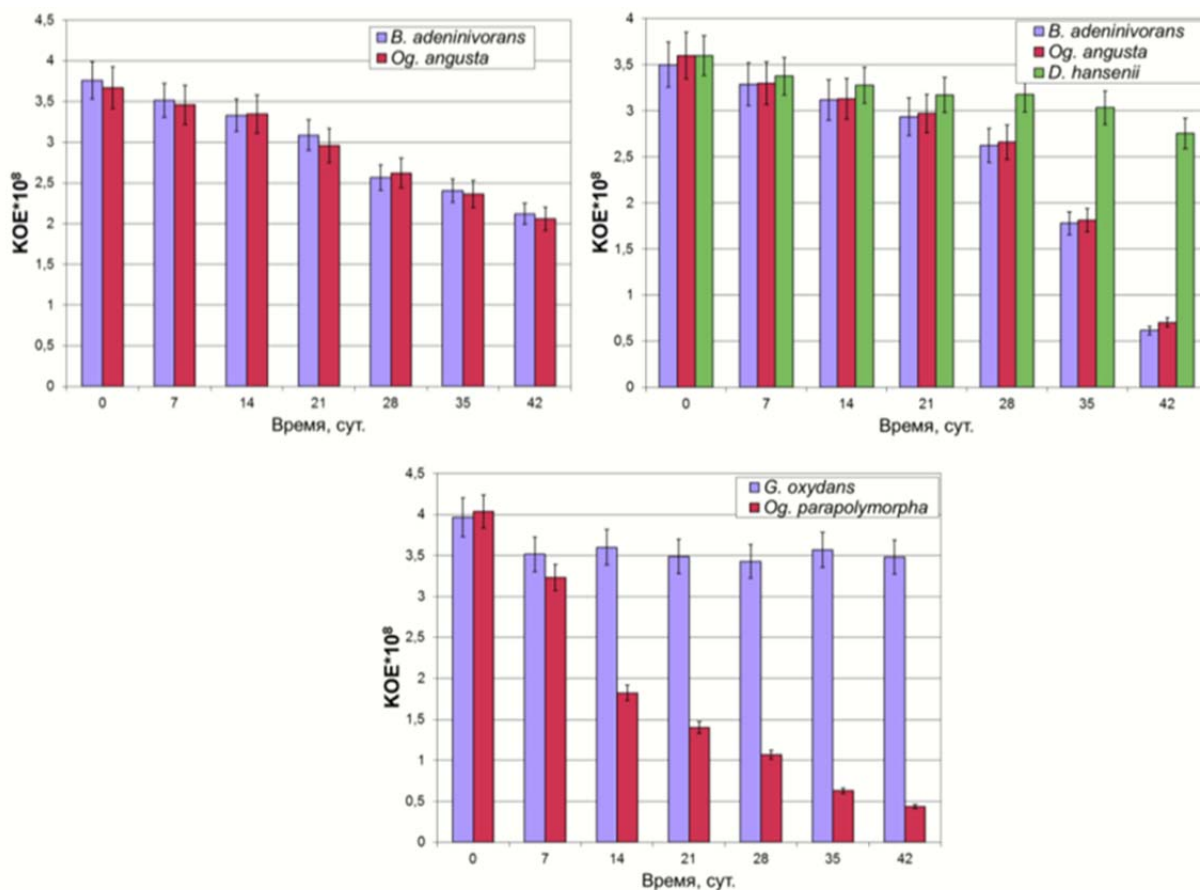 4,5
4
3,5
3
2,5
2
1,5
1
0,5
0
КОЕ*10⁸
B. adeninivorans
Og. angusta
0 7 14 21 28 35 42
Время, сут.
4
3,5
3
2,5
2
1,5
1
0,5
0
КОЕ*10⁸
B. adeninivorans
Og. angusta
D. hansenii
0 7 14 21 28 35 42
Время, сут.
4,5
4
3,5
3
2,5
2
1,5
1
0,5
0
КОЕ*10⁸
G. oxydans
Og. parapolymorpha
0 7 14 21 28 35 42
Время, сут.